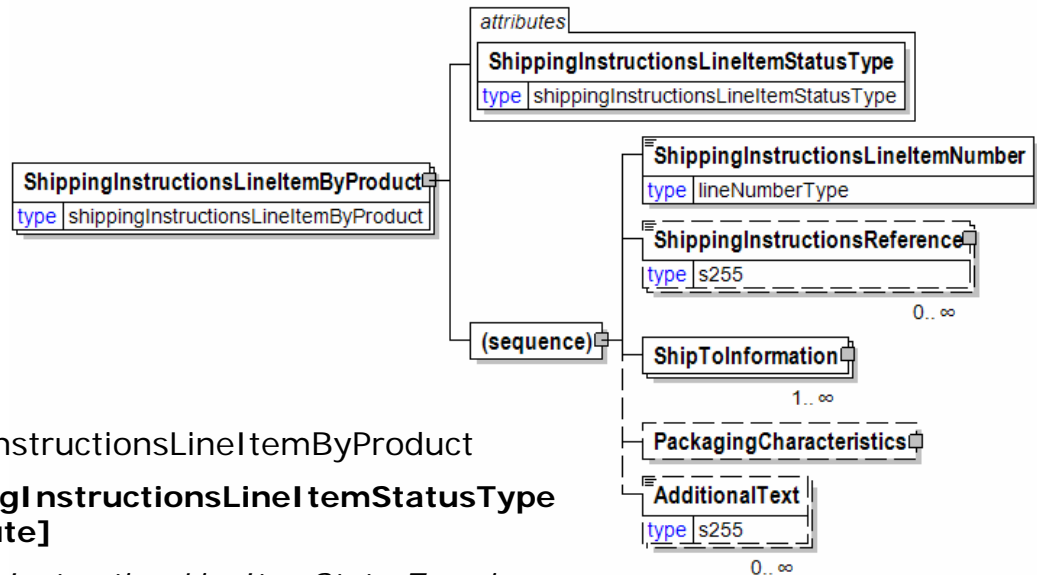 attributes
ShippingInstructionsLineItemStatusType
type shippingInstructionsLineItemStatusType
ShippingInstructionsLineItemByProduct
type shippingInstructionsLineItemByProduct
(sequence)
ShippingInstructionsLineItemNumber
type lineNumberType
ShippingInstructionsReference
type s255
0.. ∞
ShipToInformation
1.. ∞
PackagingCharacteristics
AdditionalText
type s255
0.. ∞
nstructionsLineItemByProduct
gInstructionsLineItemStatusType
te]